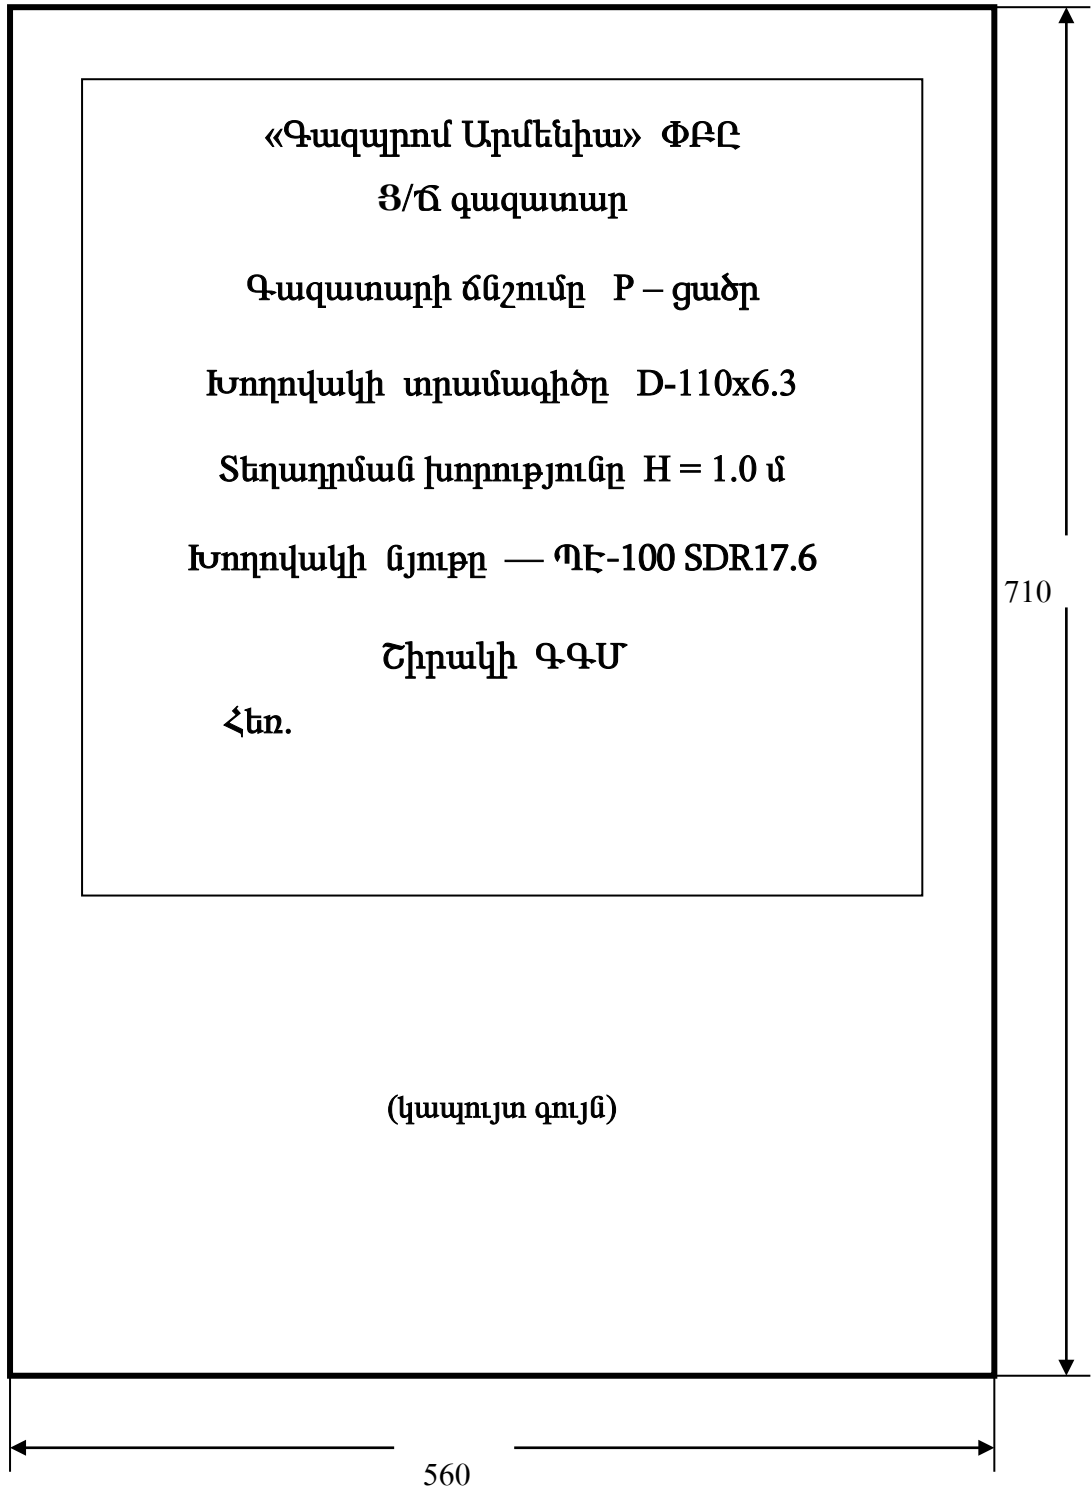 «Գազպրոմ Արմենիա» ՓԲԸ
Ց/Ճ գազատար
Գազատարի ճնշումը P – ցածր
Խողովակի տրամագիծը D-110x6.3
Տեղադրման խորությունը H = 1.0 մ
Խողովակի նյութը — ՊԷ-100 SDR17.6
710
Շիրակի ԳԳՄ
Հեռ.
(կապույտ գույն)
560